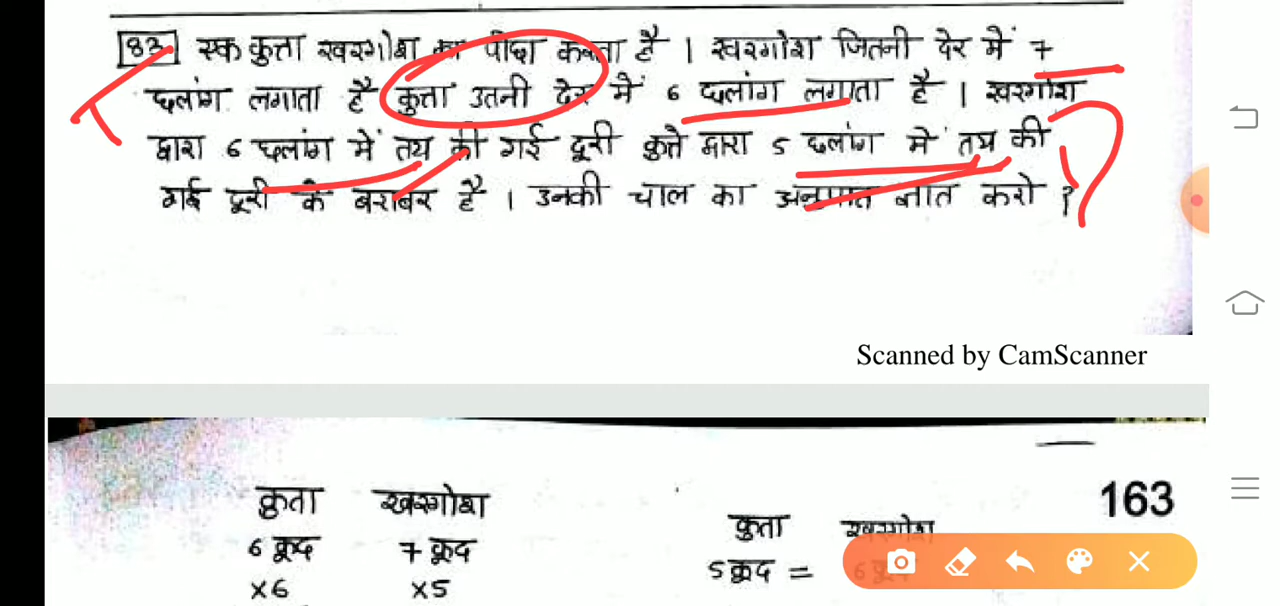 83 एक कुत्ता खरगोश का पीछा करता है । खरगोश जितनी देर में 7
छलांग लगाता है कुत्ता उतनी देर में 6 छलांग लगाता है । खरगोश
द्वारा 6 छलांग में तय की गई दूरी कुत्ते द्वारा 5 छलांग में तय की
गई दूरी के बराबर है । उनकी चाल का अनुपात ज्ञात करो ?
Scanned by CamScanner
163
कुत्ता खरगोश
6 कूद 7 कूद
×6 ×5
कुत्ता खरगोश
5 कूद = 6 कूद